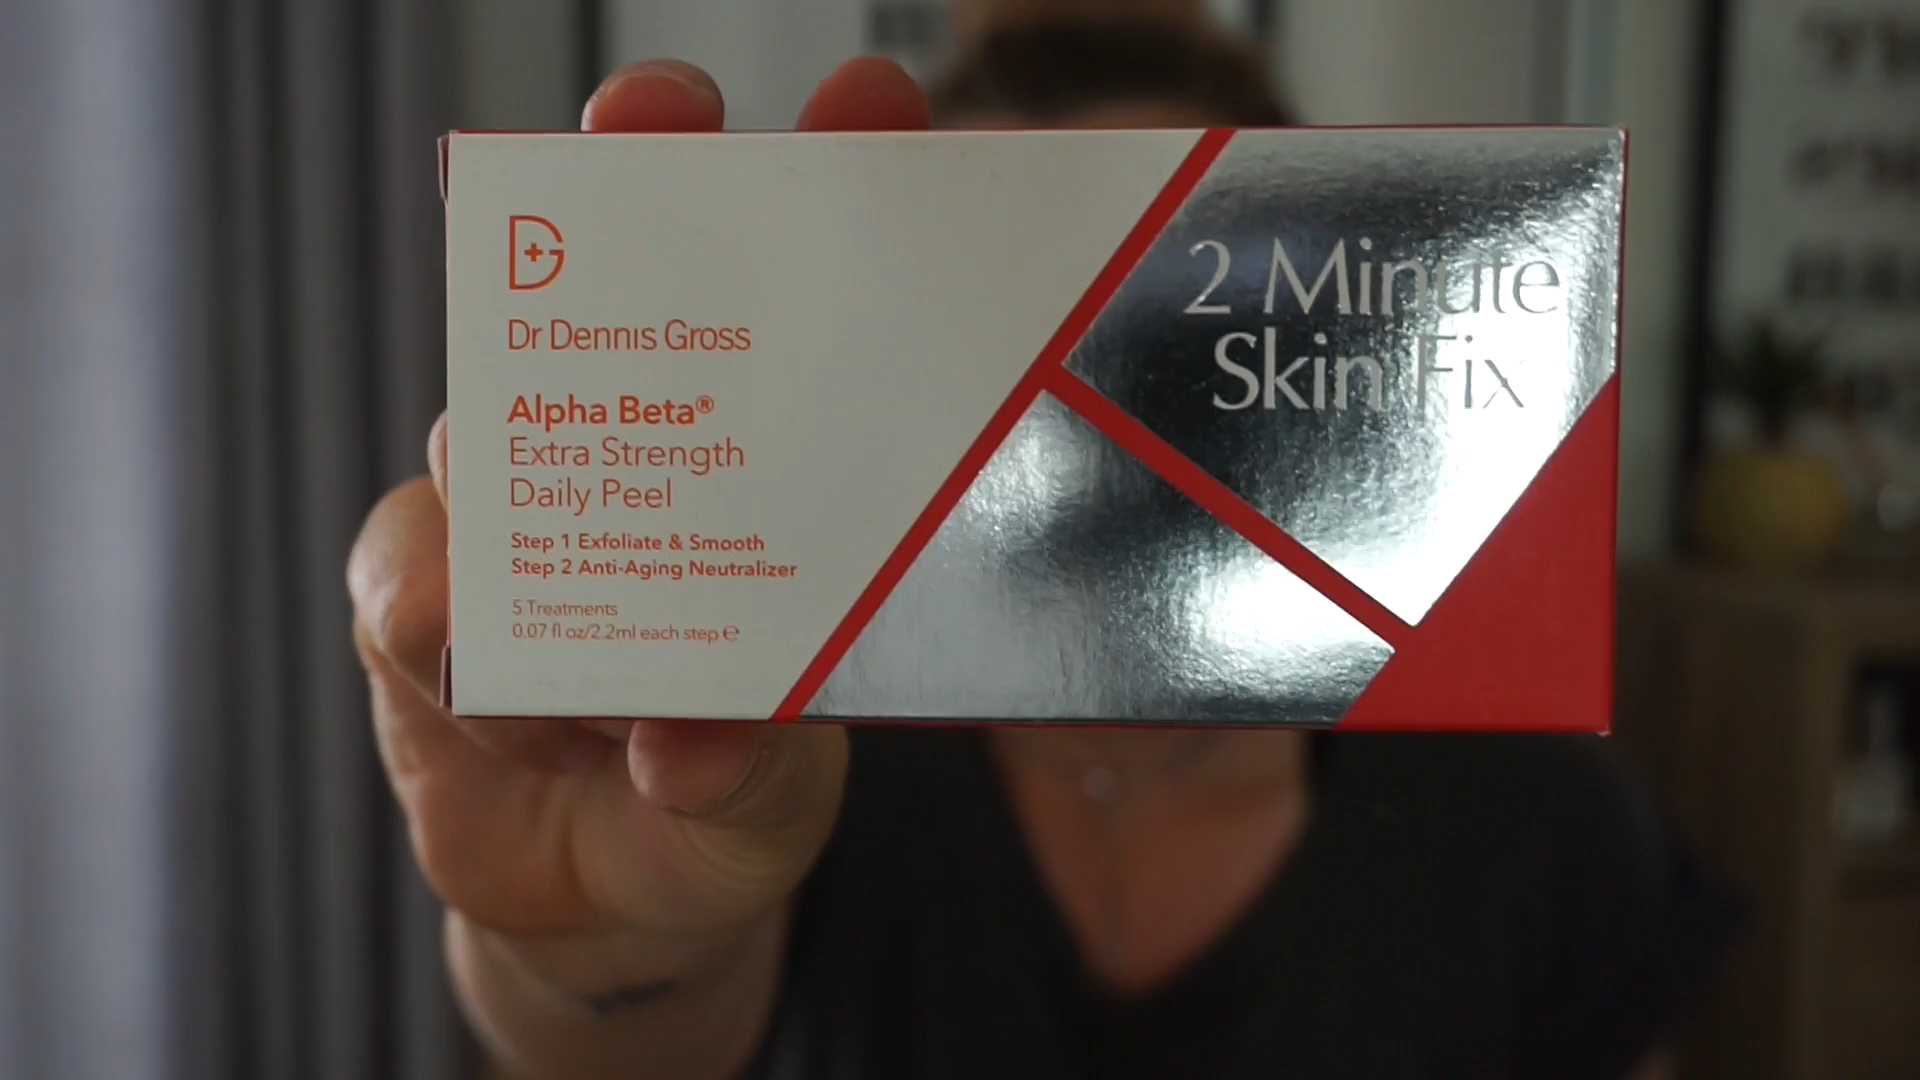 Dr Dennis Gross
Alpha Beta®
Extra Strength
Daily Peel
Step 1 Exfoliate & Smooth
Step 2 Anti-Aging Neutralizer
5 Treatments
0.07 fl oz/2.2ml each step ℮
2 Minute
Skin Fix